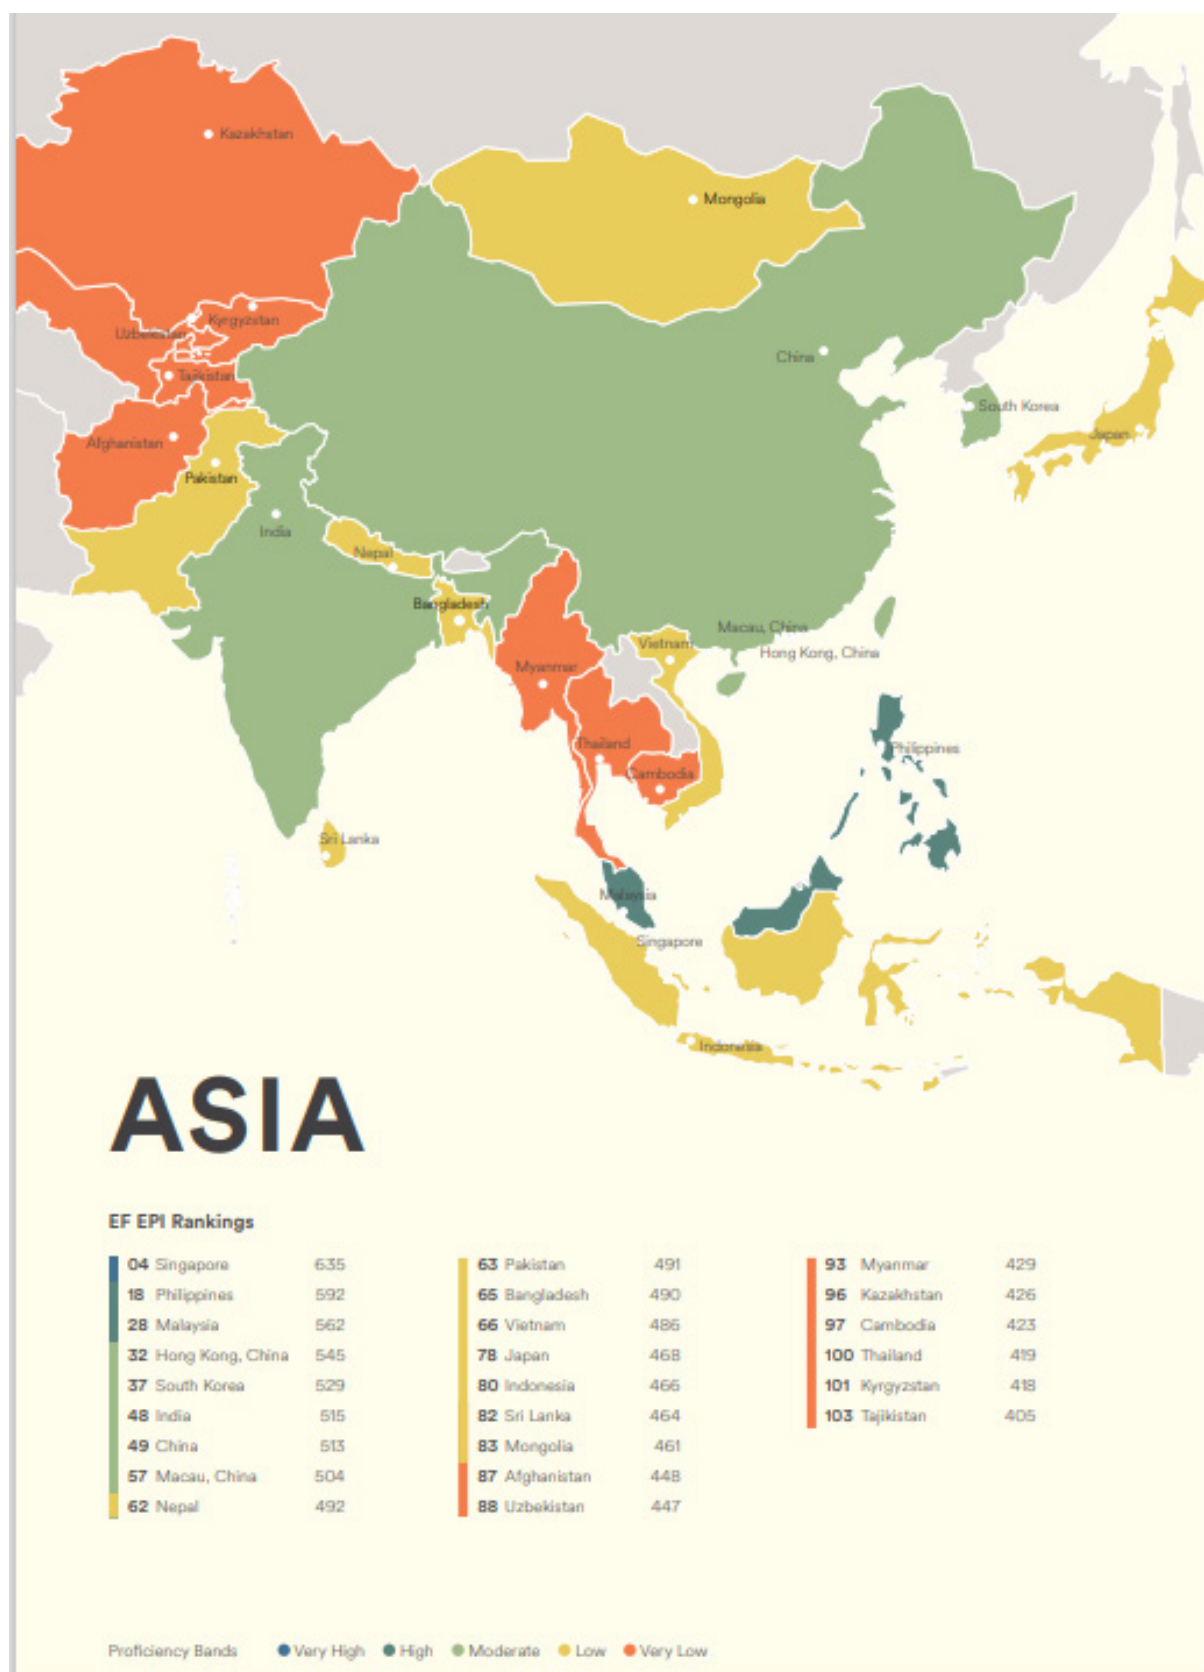 Kazakhstan
Mongolia
Uzbekistan
Kyrgyzstan
China
Tajikistan
South Korea
Afghanistan
Japan
Pakistan
India
Nepal
Bangladesh
Macau, China
Vietnam
Hong Kong, China
Myanmar
Thailand
Philippines
Cambodia
Sri Lanka
Malaysia
Singapore
Indonesia
ASIA
EF EPI Rankings
04 Singapore 635
18 Philippines 592
28 Malaysia 562
32 Hong Kong, China 545
37 South Korea 529
48 India 515
49 China 513
57 Macau, China 504
62 Nepal 492
63 Pakistan 491
65 Bangladesh 490
66 Vietnam 486
78 Japan 468
80 Indonesia 466
82 Sri Lanka 464
83 Mongolia 461
87 Afghanistan 448
88 Uzbekistan 447
93 Myanmar 429
96 Kazakhstan 426
97 Cambodia 423
100 Thailand 419
101 Kyrgyzstan 418
103 Tajikistan 405
Proficiency Bands Very High High Moderate Low Very Low